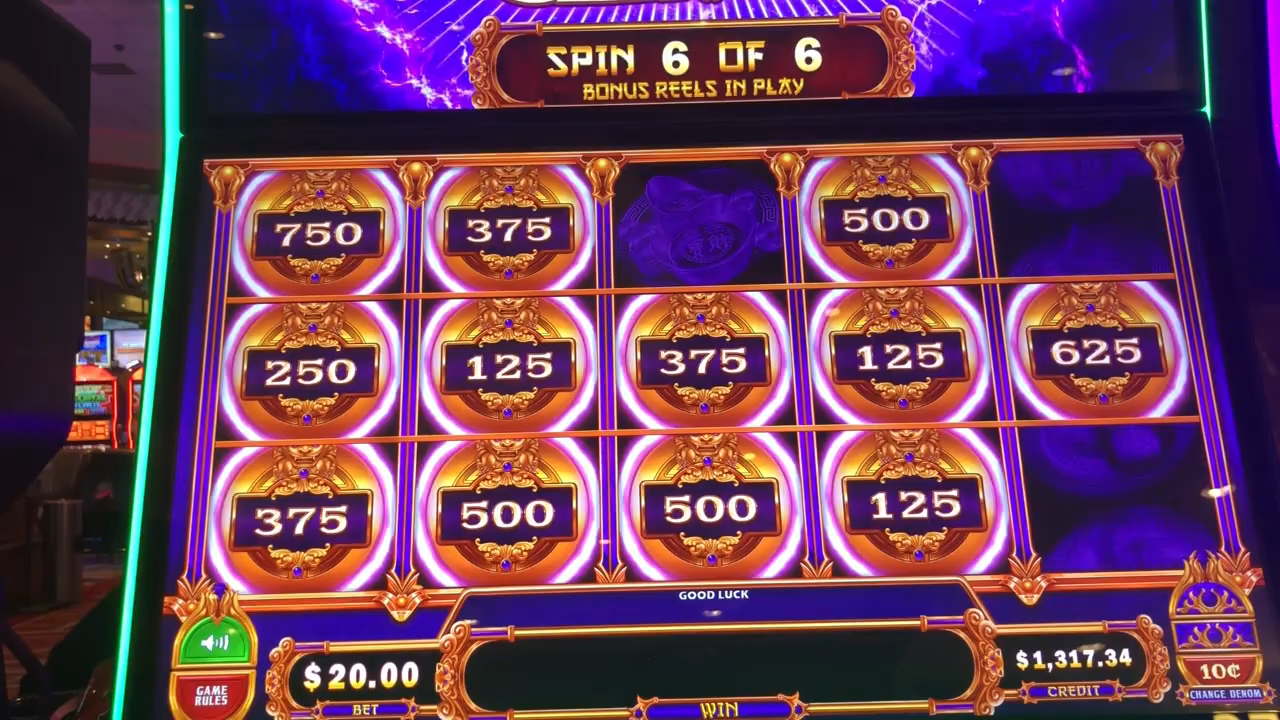 SPIN 6 OF 6
BONUS REELS IN PLAY
750 375 500
250 125 375 125 625
375 500 500 125
GOOD LUCK
$20.00
BET
WIN
$1,317.34
CREDIT
GAME
RULES
10¢
CHANGE DENOM